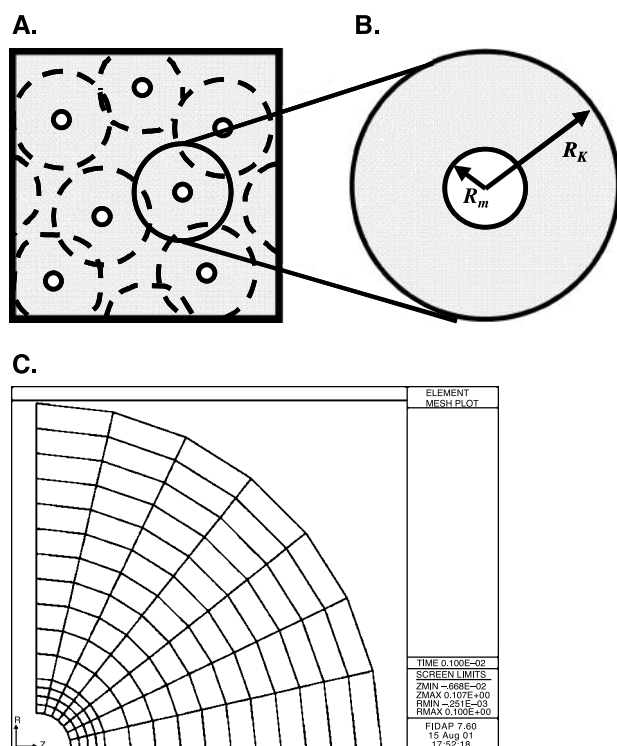 A.
B.
R_K
R_m
C.
ELEMENT
MESH PLOT
TIME 0.100E–02
SCREEN LIMITS
ZMIN –.668E–02
ZMAX 0.107E+00
RMIN –.251E–03
RMAX 0.100E+00
FIDAP 7.60
15 Aug 01
17:52:18
R
Z